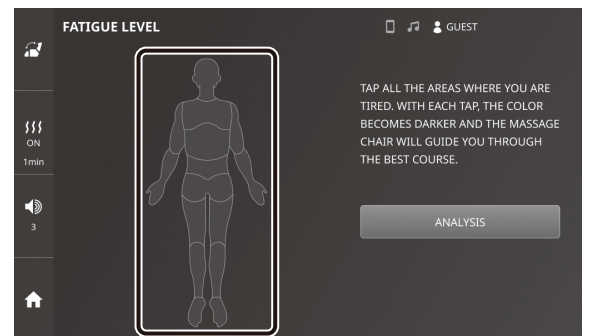 FATIGUE LEVEL
GUEST
TAP ALL THE AREAS WHERE YOU ARE
TIRED. WITH EACH TAP, THE COLOR
BECOMES DARKER AND THE MASSAGE
CHAIR WILL GUIDE YOU THROUGH
THE BEST COURSE.
ON
1min
3
ANALYSIS